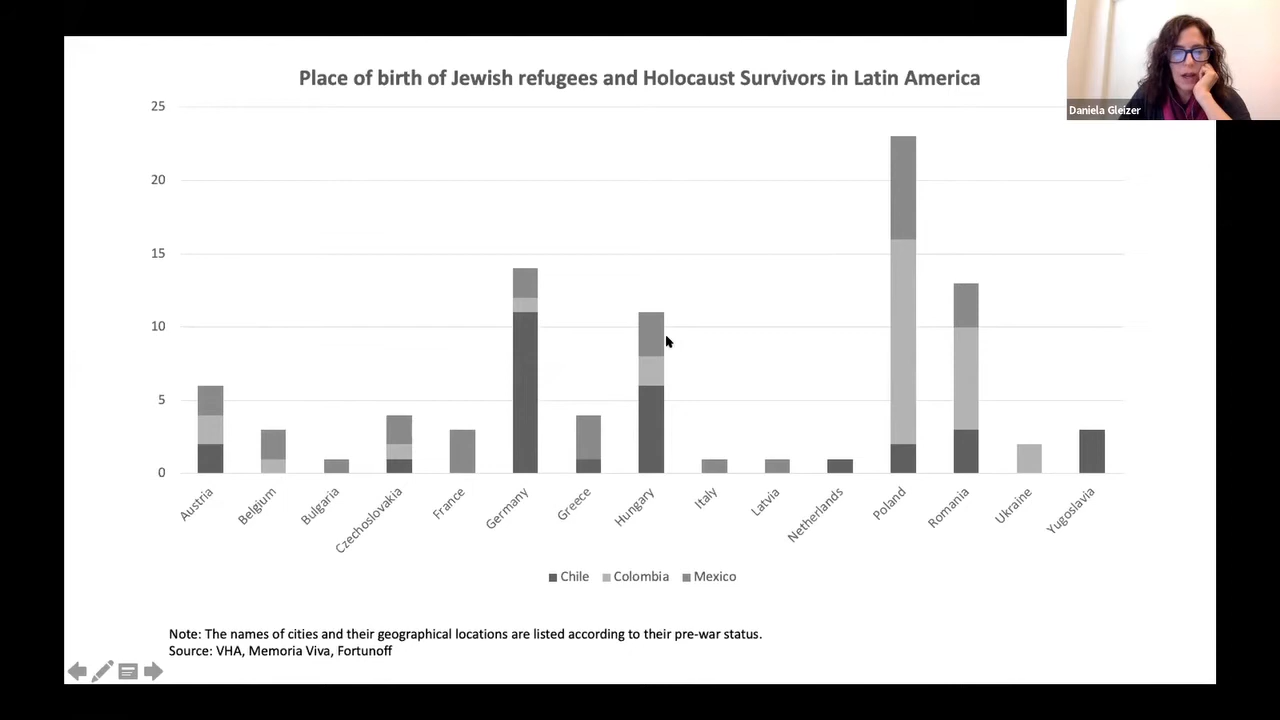 Place of birth of Jewish refugees and Holocaust Survivors in Latin America
Daniela Gleizer
25
20
15
10
5
0
Austria
Belgium
Bulgaria
Czechoslovakia
France
Germany
Greece
Hungary
Italy
Latvia
Netherlands
Poland
Romania
Ukraine
Yugoslavia
Chile Colombia Mexico
Note: The names of cities and their geographical locations are listed according to their pre-war status.
Source: VHA, Memoria Viva, Fortunoff